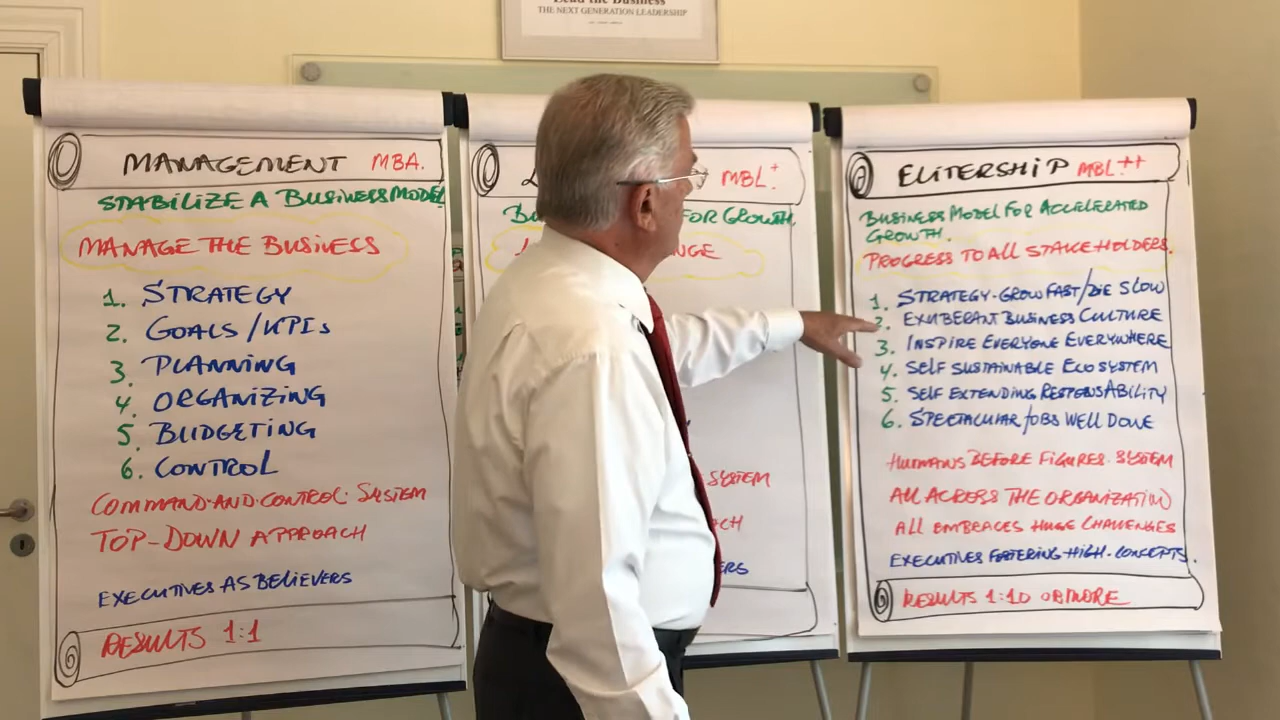 Lead the Business
THE NEXT GENERATION LEADERSHIP
MANAGEMENT MBA.
STABILIZE A BUSINESS MODEL
MANAGE THE BUSINESS
1. STRATEGY
2. GOALS/KPIs
3. PLANNING
4. ORGANIZING
5. BUDGETING
6. CONTROL
COMMAND-AND-CONTROL SYSTEM
TOP-DOWN APPROACH
EXECUTIVES AS BELIEVERS
RESULTS 1:1
MBL+
FOR GROWTH.
SYSTEM
ELITERSHIP MBL++
BUSINESS MODEL FOR ACCELERATED
GROWTH.
PROGRESS TO ALL STAKEHOLDERS.
1. STRATEGY-GROW FAST/DIE SLOW
2. EXUBERANT BUSINESS CULTURE
3. INSPIRE EVERYONE EVERYWHERE
4. SELF SUSTAINABLE ECOSYSTEM
5. SELF EXTENDING RESPONSABILITY
6. SPECTACULAR JOBS WELL DONE
HUMANS BEFORE FIGURES. SYSTEM
ALL ACROSS THE ORGANIZATION
ALL EMBRACES HUGE CHALLENGES
EXECUTIVES FOSTERING HIGH-CONCEPTS.
RESULTS 1:10 OR MORE